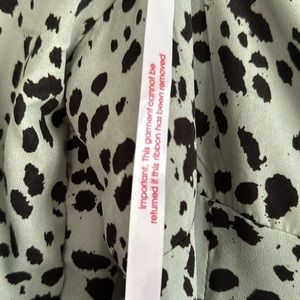 Important. This garment cannot be
returned if this ribbon has been removed